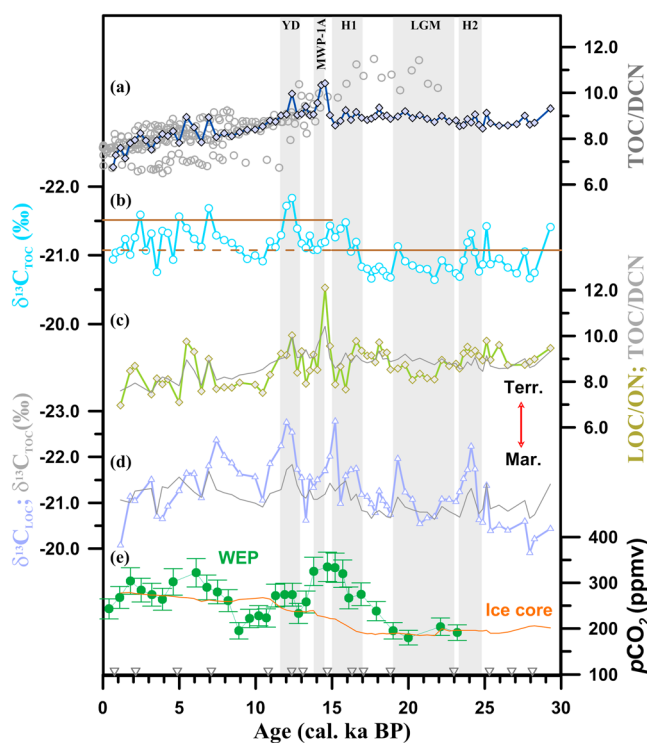 YD
MWP-1A
H1
LGM
H2
(a)
12.0
10.0
8.0
6.0
TOC/DCN
-22.0
-21.0
-20.0
δ¹³C_TOC (‰)
(b)
(c)
12.0
10.0
8.0
6.0
LOC/ON; TOC/DCN
Terr.
Mar.
-23.0
-22.0
-21.0
-20.0
δ¹³C_LOC; δ¹³C_TOC(‰)
(d)
(e)
WEP
Ice core
400
300
200
100
pCO₂ (ppmv)
0 5 10 15 20 25 30
Age (cal. ka BP)